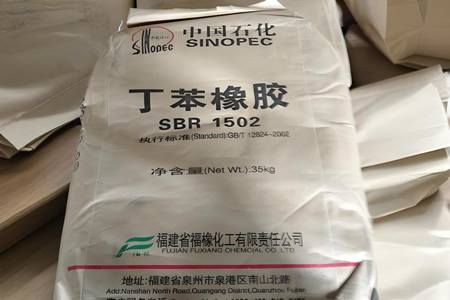 中国石化
SINOPEC
SINOPEC
丁苯橡胶
SBR 1502
执行标准(Standard):GB/T 12824-2002
净含量(Net Wt.):35kg
福建省福橡化工有限责任公司
FUJIAN FUXIANG CHEMCIAL CO.,LTD
地址:福建省泉州市泉港区南山北路
Add:Nanshan North Road,Quangang District,Quanzhou Fujian